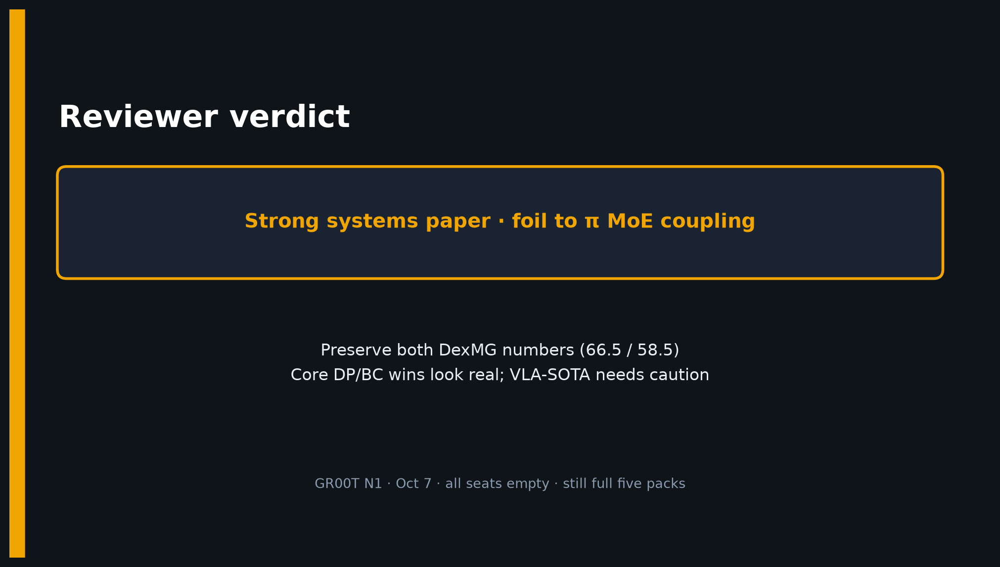 Reviewer verdict
Strong systems paper · foil to π MoE coupling
Preserve both DexMG numbers (66.5 / 58.5)
Core DP/BC wins look real; VLA-SOTA needs caution
GR00T N1 · Oct 7 · all seats empty · still full five packs